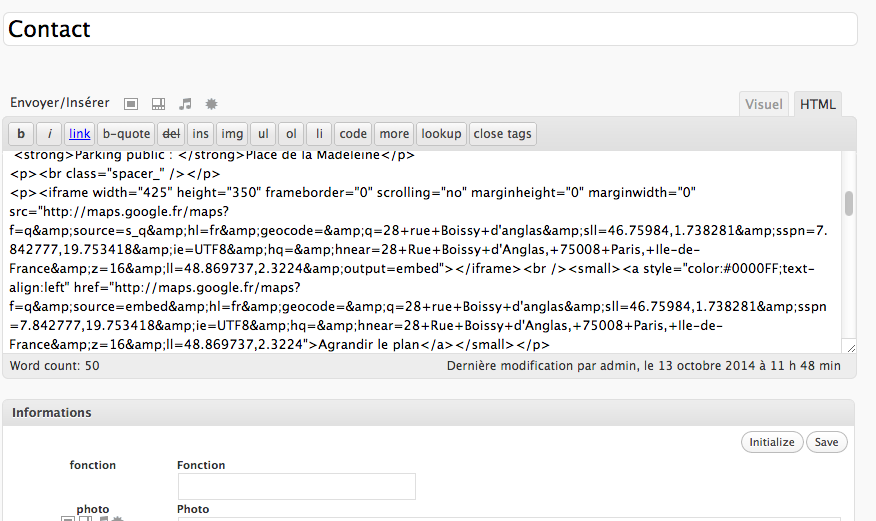 Contact
Envoyer/Insérer
Visuel HTML
b i link b-quote del ins img ul ol li code more lookup close tags
<strong>Parking public : </strong>Place de la Madeleine</p>
<p><br class="spacer_" /></p>
<p><iframe width="425" height="350" frameborder="0" scrolling="no" marginheight="0" marginwidth="0"
src="http://maps.google.fr/maps?
f=q&amp;source=s_q&amp;hl=fr&amp;geocode=&amp;q=28+rue+Boissy+d'anglas&amp;sll=46.75984,1.738281&amp;sspn=7.
842777,19.753418&amp;ie=UTF8&amp;hq=&amp;hnear=28+Rue+Boissy+d'Anglas,+75008+Paris,+Ile-de-
France&amp;z=16&amp;ll=48.869737,2.3224&amp;output=embed"></iframe><br /><small><a style="color:#0000FF;text-
align:left" href="http://maps.google.fr/maps?
f=q&amp;source=embed&amp;hl=fr&amp;geocode=&amp;q=28+rue+Boissy+d'anglas&amp;sll=46.75984,1.738281&amp;sspn
=7.842777,19.753418&amp;ie=UTF8&amp;hq=&amp;hnear=28+Rue+Boissy+d'Anglas,+75008+Paris,+Ile-de-
France&amp;z=16&amp;ll=48.869737,2.3224">Agrandir le plan</a></small></p>
Word count: 50 Dernière modification par admin, le 13 octobre 2014 à 11 h 48 min
Informations
Initialize Save
fonction Fonction
photo Photo